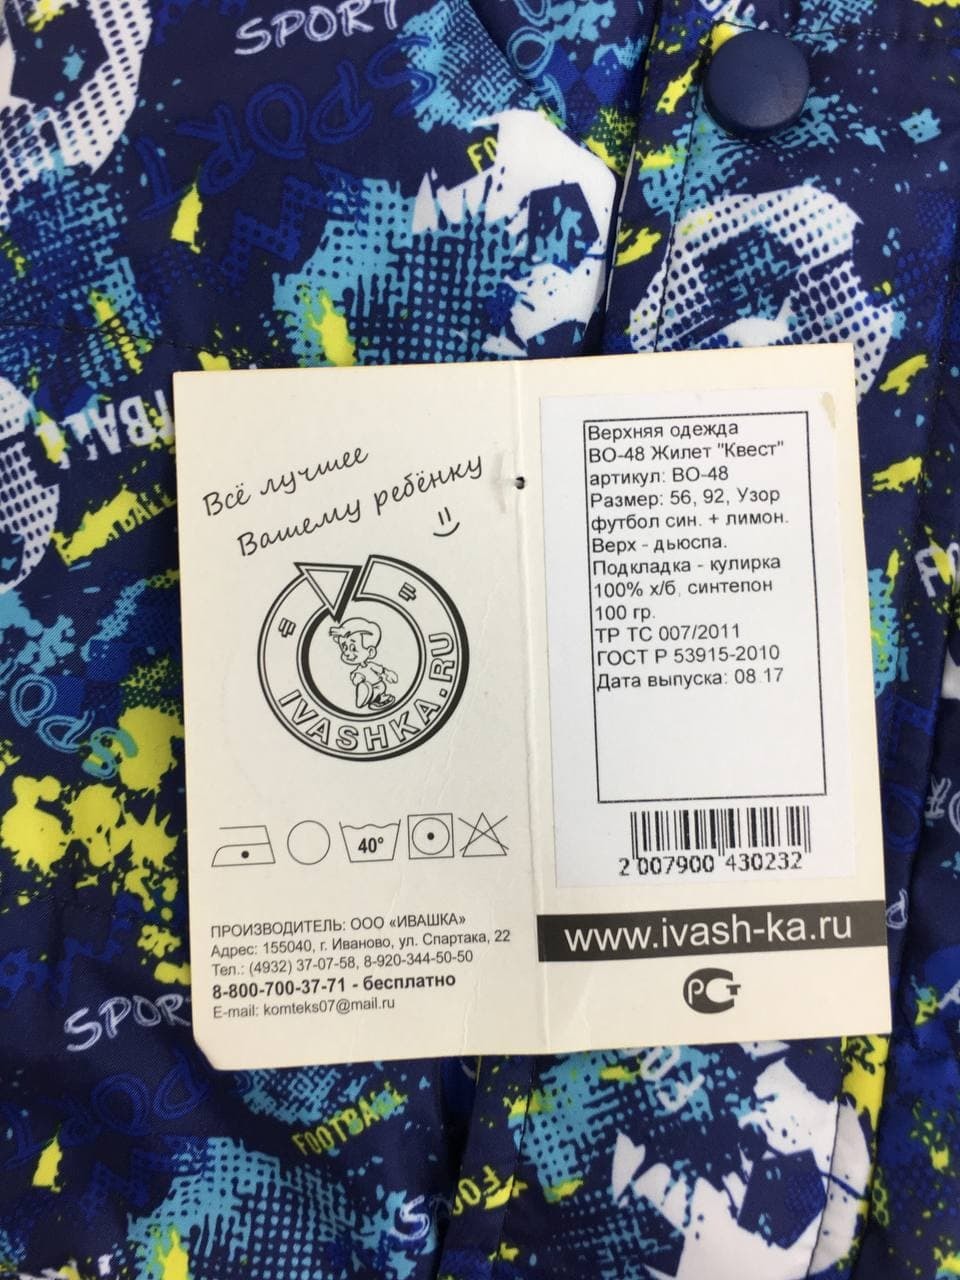 SPORT
SPORT
FO
FOOTBALL
Всё лучшее
Вашему ребёнку
IVASHKA.RU
40°
ПРОИЗВОДИТЕЛЬ: ООО «ИВАШКА»
Адрес: 155040, г. Иваново, ул. Спартака, 22
Тел.: (4932) 37-07-58, 8-920-344-50-50
8-800-700-37-71 - бесплатно
E-mail: komteks07@mail.ru
Верхняя одежда
ВО-48 Жилет "Квест"
артикул: ВО-48
Размер: 56, 92, Узор
футбол син. + лимон.
Верх - дьюспа.
Подкладка - кулирка
100% х/б, синтепон
100 гр.
ТР ТС 007/2011
ГОСТ Р 53915-2010
Дата выпуска: 08.17
2 007900 430232
www.ivash-ka.ru
РСТ
SPOR
FOOTBALL